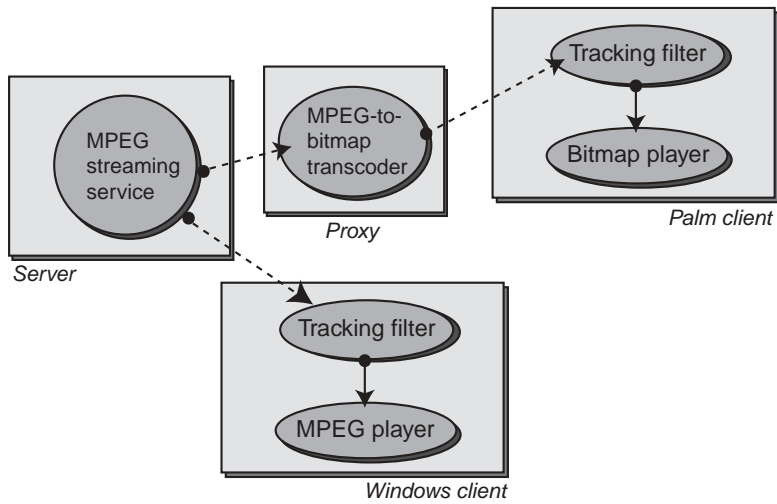 MPEG
streaming
service
Server
MPEG-to-
bitmap
transcoder
Proxy
Tracking filter
Bitmap player
Palm client
Tracking filter
MPEG player
Windows client